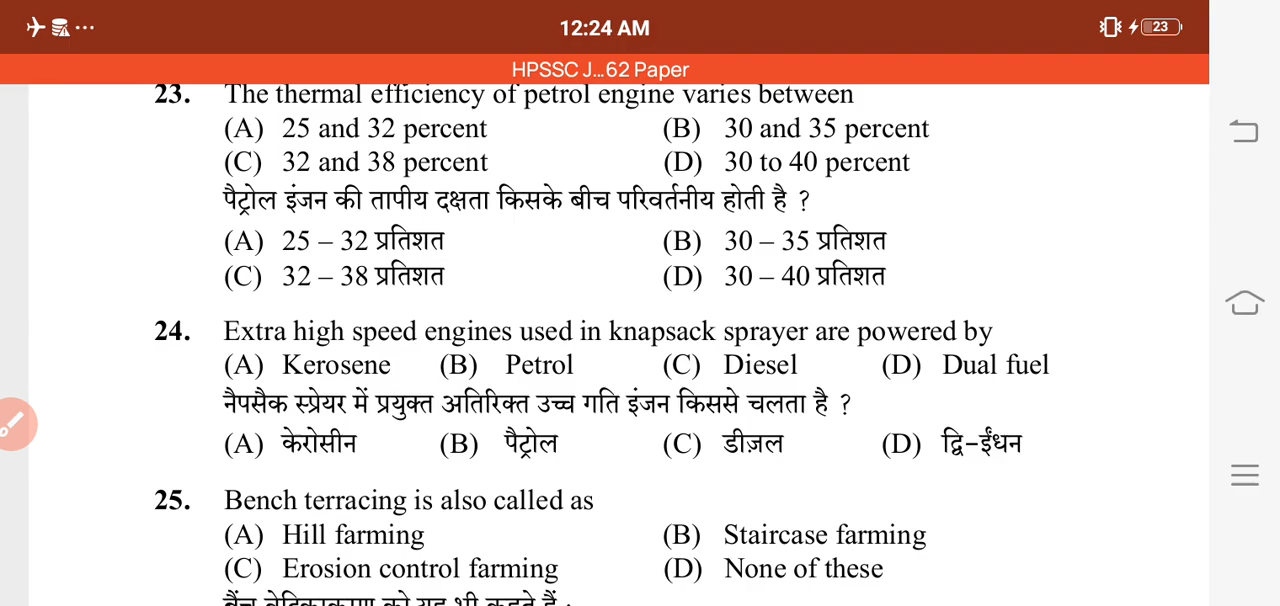 12:24 AM
23
HPSSC J...62 Paper
23. The thermal efficiency of petrol engine varies between
(A) 25 and 32 percent (B) 30 and 35 percent
(C) 32 and 38 percent (D) 30 to 40 percent
पैट्रोल इंजन की तापीय दक्षता किसके बीच परिवर्तनीय होती है ?
(A) 25 – 32 प्रतिशत (B) 30 – 35 प्रतिशत
(C) 32 – 38 प्रतिशत (D) 30 – 40 प्रतिशत
24. Extra high speed engines used in knapsack sprayer are powered by
(A) Kerosene (B) Petrol (C) Diesel (D) Dual fuel
नैपसैक स्प्रेयर में प्रयुक्त अतिरिक्त उच्च गति इंजन किससे चलता है ?
(A) केरोसीन (B) पैट्रोल (C) डीज़ल (D) द्वि-ईंधन
25. Bench terracing is also called as
(A) Hill farming (B) Staircase farming
(C) Erosion control farming (D) None of these
बैंच वेदिकाकरण को यह भी कहते हैं :